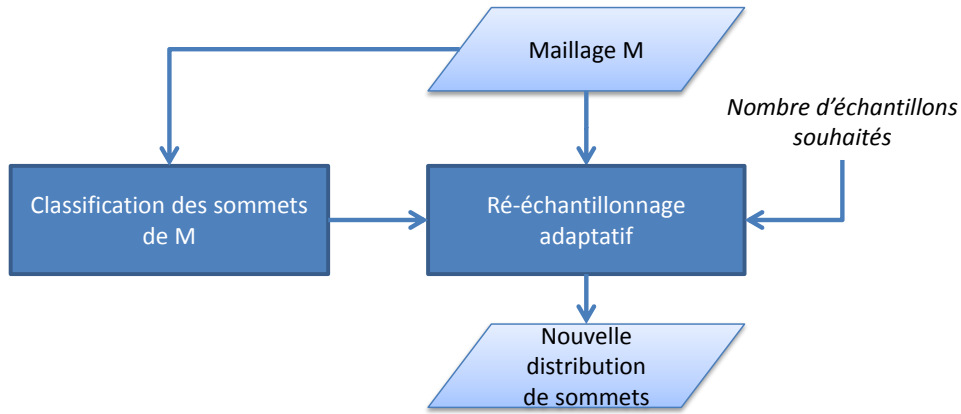 Maillage M
Nombre d'échantillons
souhaités
Classification des sommets
de M
Ré-échantillonnage
adaptatif
Nouvelle
distribution
de sommets